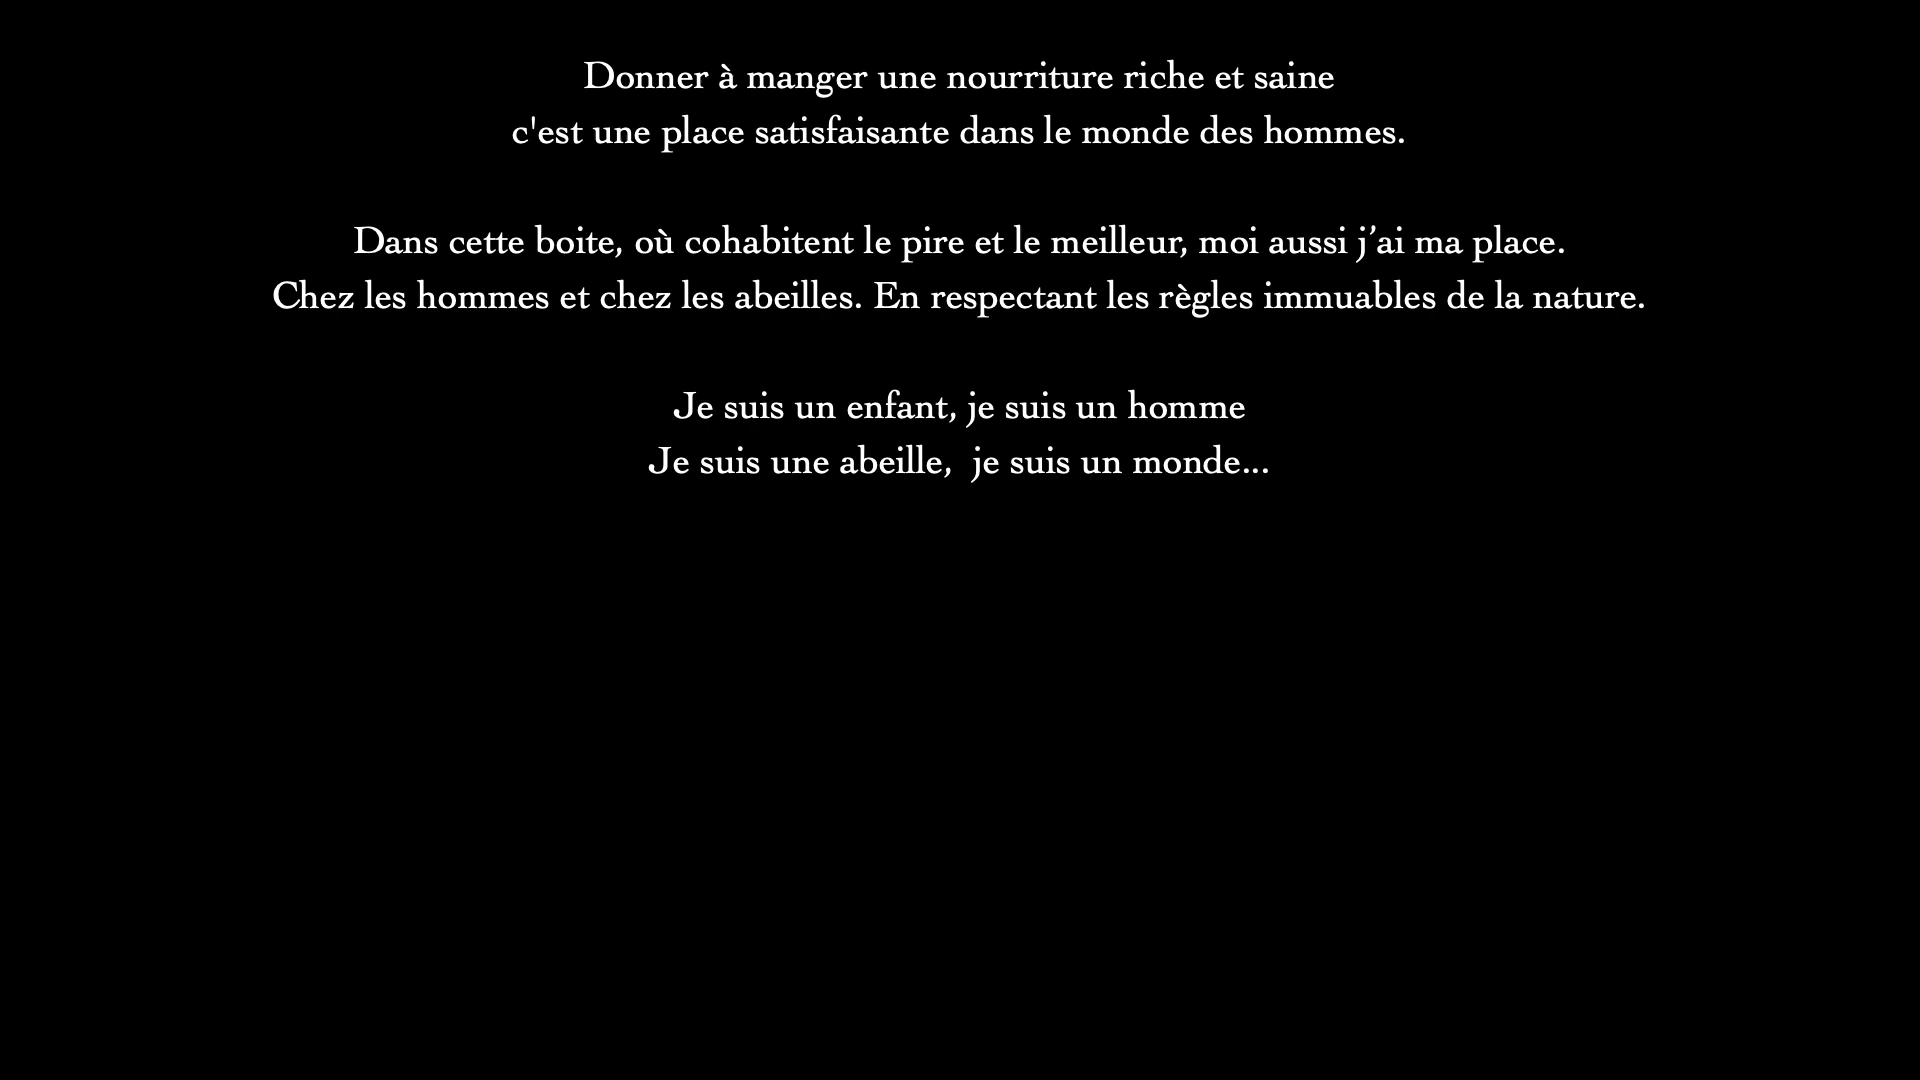 Donner à manger une nourriture riche et saine
c'est une place satisfaisante dans le monde des hommes.
Dans cette boite, où cohabitent le pire et le meilleur, moi aussi j’ai ma place.
Chez les hommes et chez les abeilles. En respectant les règles immuables de la nature.
Je suis un enfant, je suis un homme
Je suis une abeille,  je suis un monde...